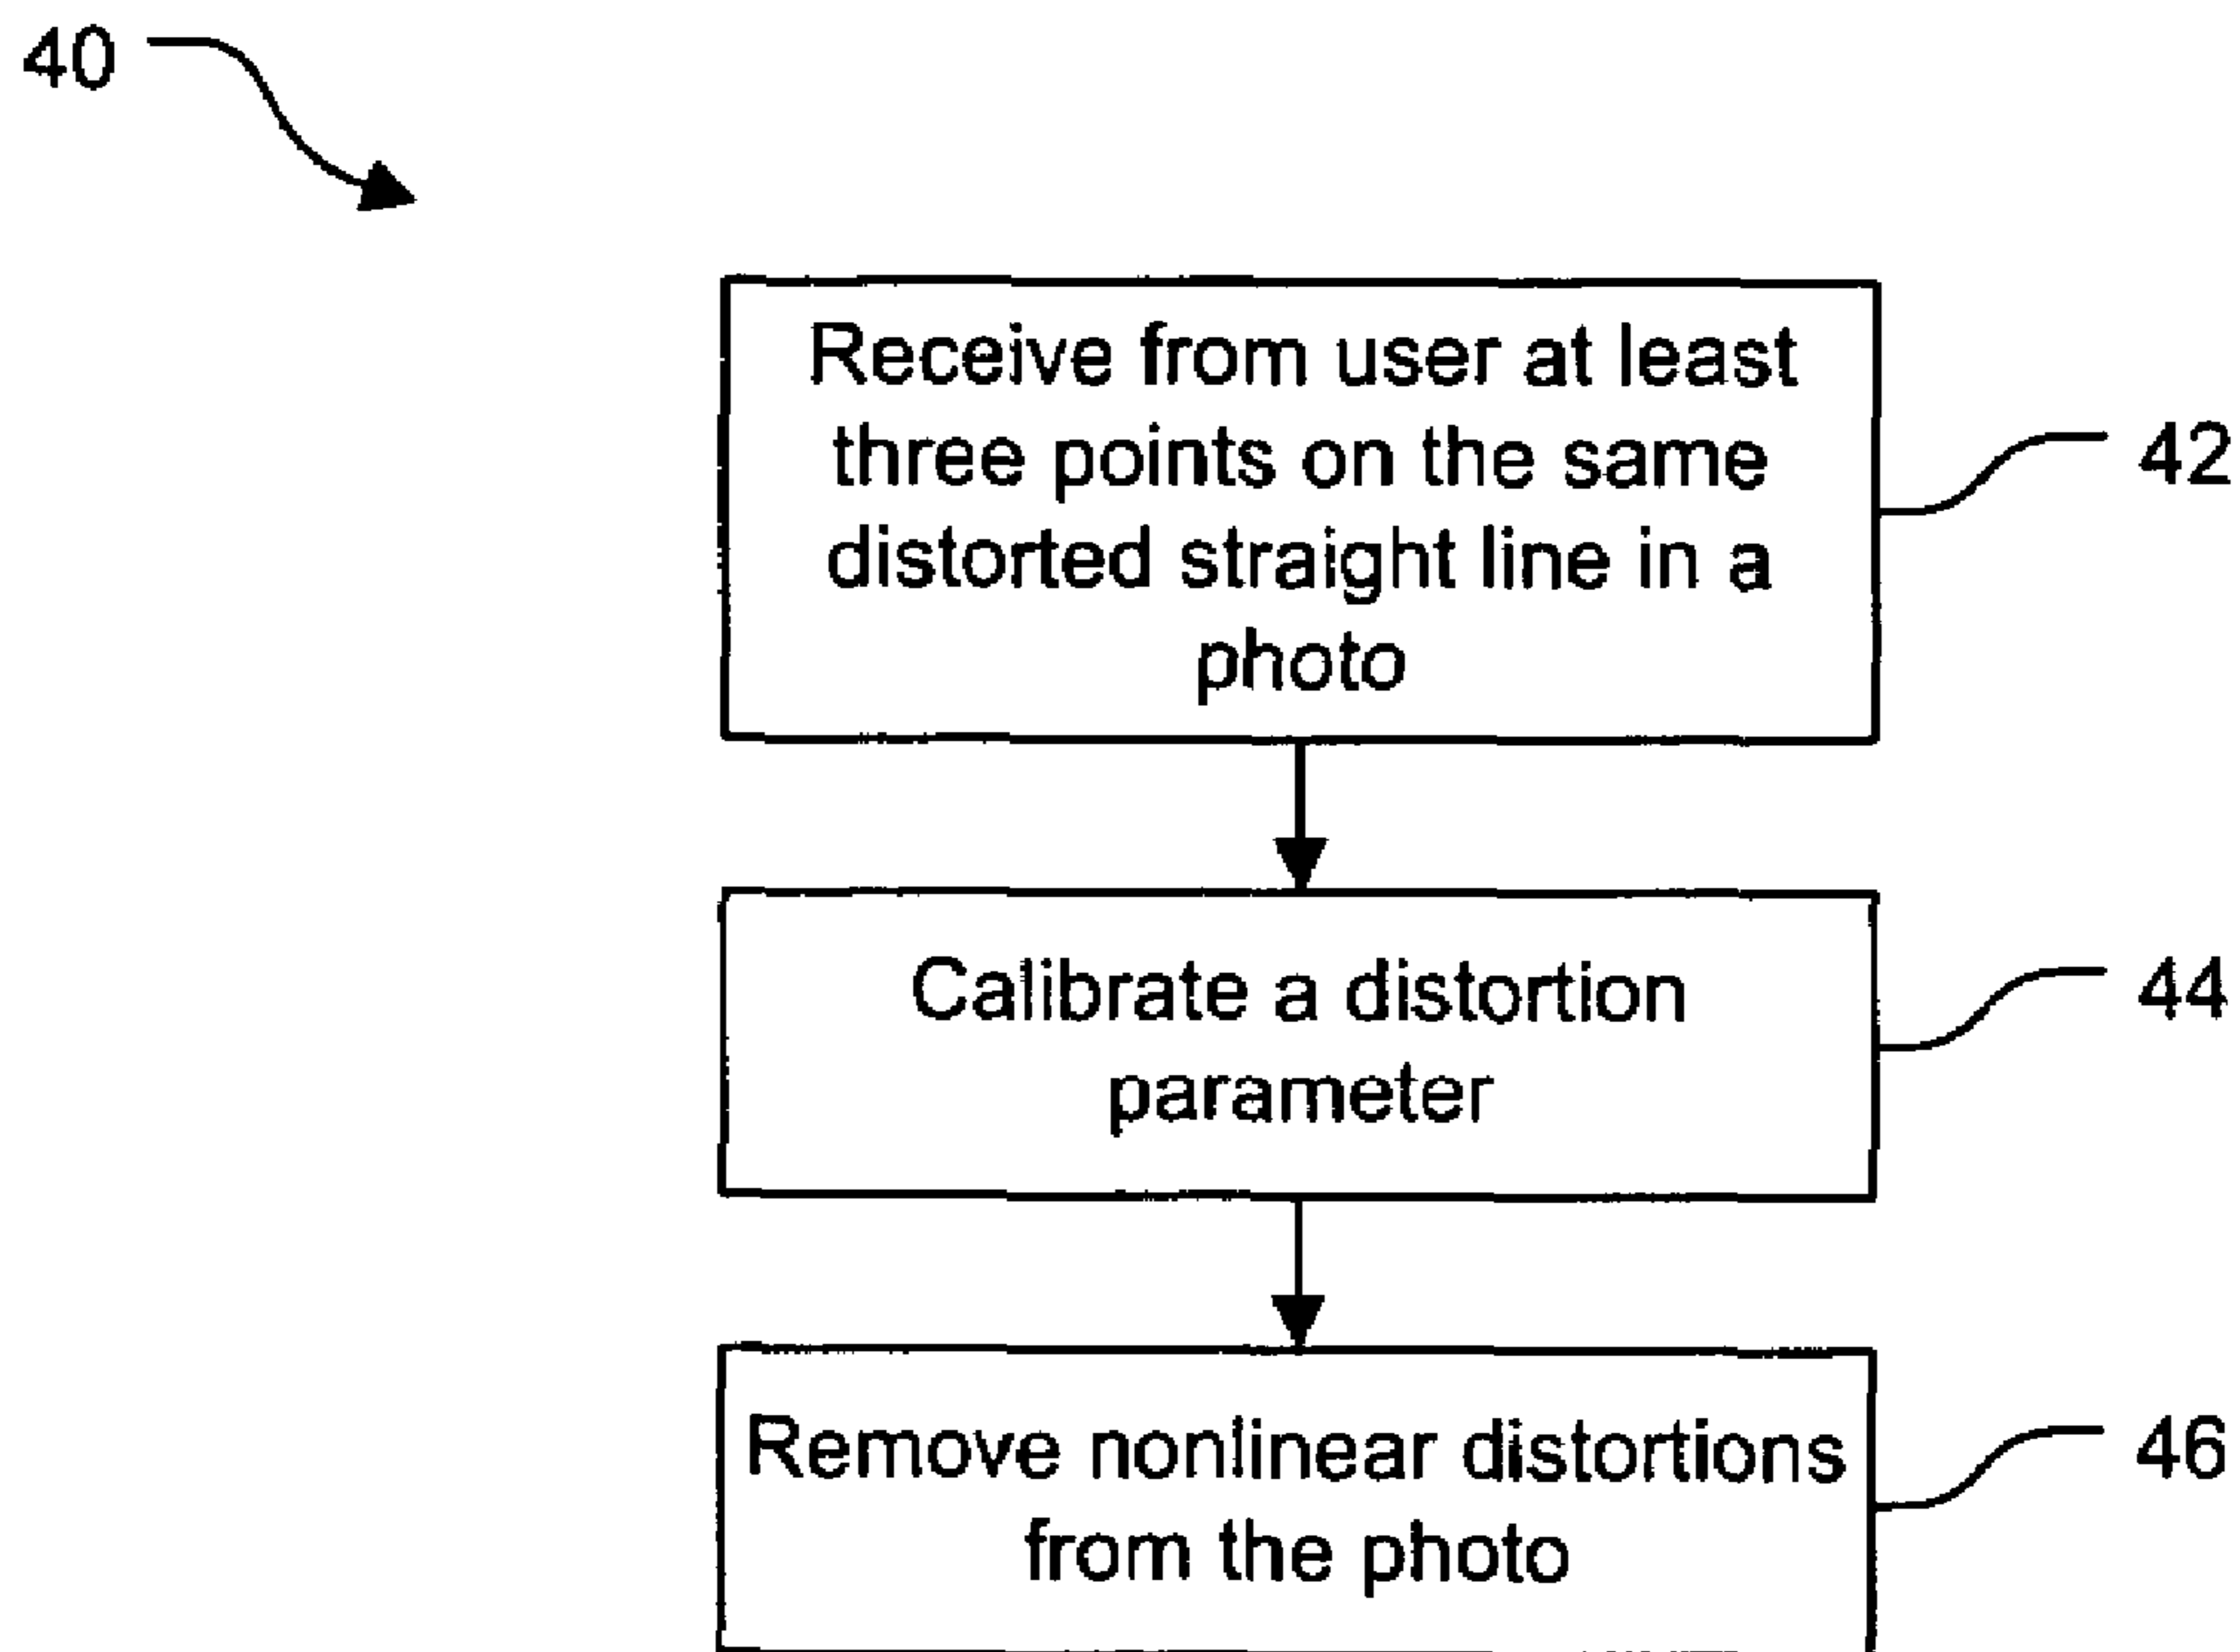 40
Receive from user at least
three points on the same
distorted straight line in a
photo
42
Calibrate a distortion
parameter
44
Remove nonlinear distortions
from the photo
46